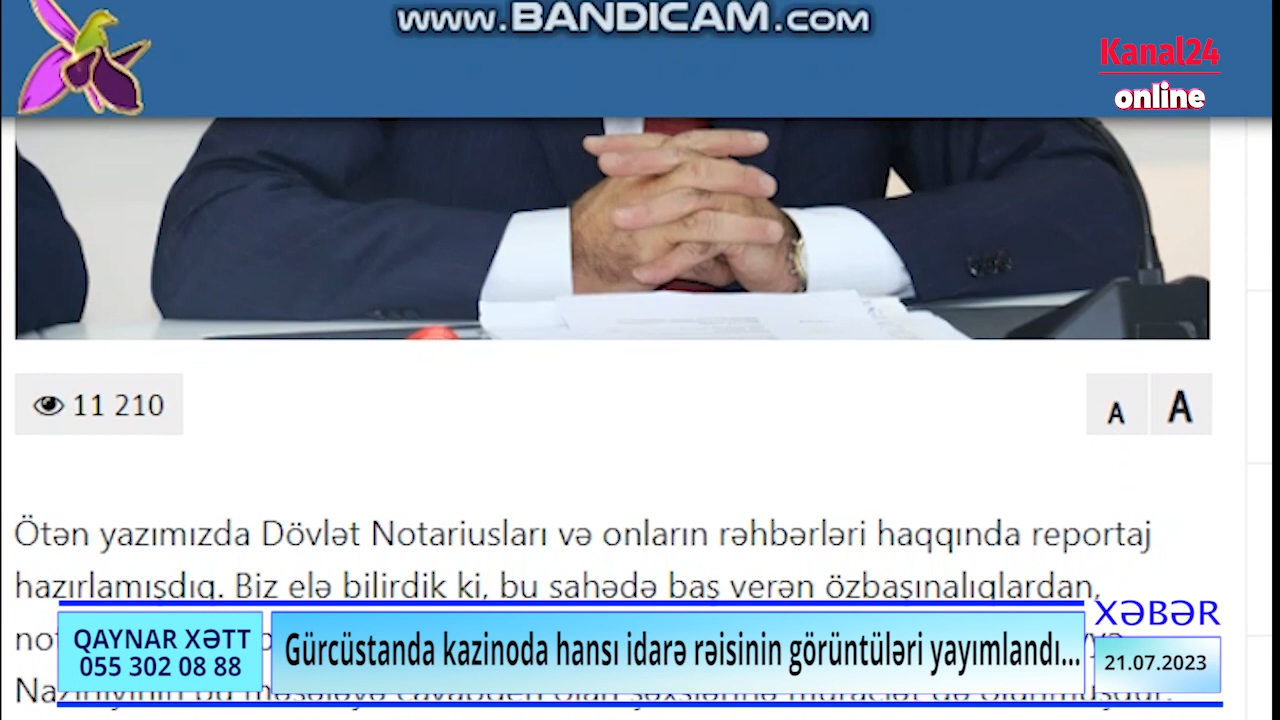 www.BANDICAM.com
Kanal24
online
11 210
A A
Ötən yazımızda Dövlət Notariusları və onların rəhbərləri haqqında reportaj
hazırlamışdıq. Biz elə bilirdik ki, bu sahədə baş verən özbaşınalıqlardan,
XƏBƏR
QAYNAR XƏTT
055 302 08 88
Gürcüstanda kazinoda hansı idarə rəisinin görüntüləri yayımlandı...
21.07.2023